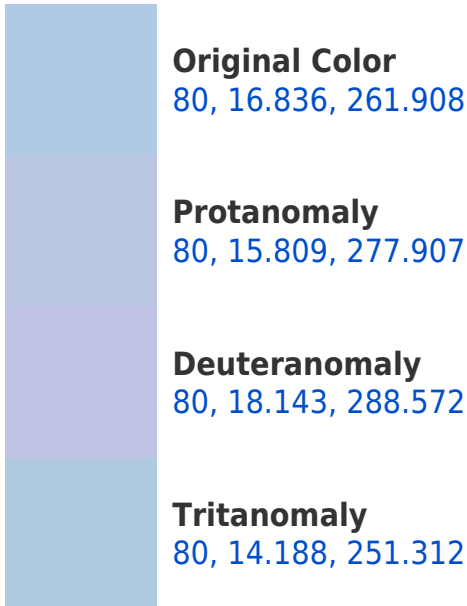 Original Color
80, 16.836, 261.908
Protanomaly
80, 15.809, 277.907
Deuteranomaly
80, 18.143, 288.572
Tritanomaly
80, 14.188, 251.312